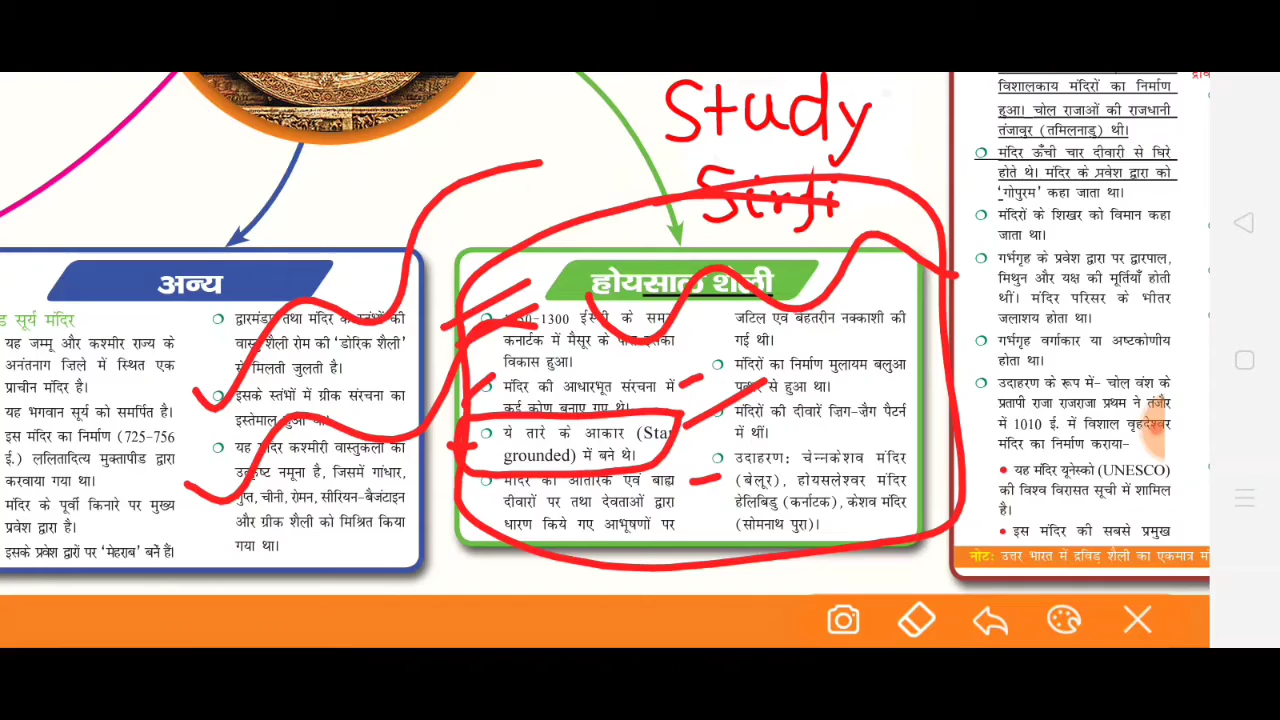 Study
Sirji
अन्य
ड सूर्य मंदिर
यह जम्मू और कश्मीर राज्य के
अनंतनाग जिले में स्थित एक
प्राचीन मंदिर है।
यह भगवान सूर्य को समर्पित है।
इस मंदिर का निर्माण (725-756
ई.) ललितादित्य मुक्तापीड द्वारा
करवाया गया था।
मंदिर के पूर्वी किनारे पर मुख्य
प्रवेश द्वारा है।
इसके प्रवेश द्वारों पर 'मेहराब' बने हैं।
द्वारमंडप तथा मंदिर के स्तंभों की
वास्तु शैली रोम की 'डोरिक शैली'
से मिलती जुलती है।
इसके स्तंभों में ग्रीक संरचना का
इस्तेमाल हुआ था।
यह मंदिर कश्मीरी वास्तुकला का
उत्कृष्ट नमूना है, जिसमें गांधार,
गुप्त, चीनी, रोमन, सीरियन-बैजंटाइन
और ग्रीक शैली को मिश्रित किया
गया था।
होयसाल शैली
-1300 ईस्वी के समय
कर्नाटक में मैसूर के पास इसका
विकास हुआ।
मंदिर की आधारभूत संरचना में
कई कोण बनाए गए थे।
ये तारे के आकार (Star
grounded) में बने थे।
मंदिर की आंतरिक एवं बाह्य
दीवारों पर तथा देवताओं द्वारा
धारण किये गए आभूषणों पर
जटिल एवं बेहतरीन नक्काशी की
गई थी।
मंदिरों का निर्माण मुलायम बलुआ
पत्थर से हुआ था।
मंदिरों की दीवारें ज़िग-जैग पैटर्न
में थीं।
उदाहरण: चेन्नकेशव मंदिर
(बेलूर), होयसलेश्वर मंदिर
हेलिबिडु (कर्नाटक), केशव मंदिर
(सोमनाथ पुरा)।
विशालकाय मंदिरों का निर्माण
हुआ। चोल राजाओं की राजधानी
तंजावुर (तमिलनाडु) थी।
मंदिर ऊँची चार दीवारी से घिरे
होते थे। मंदिर के प्रवेश द्वारा को
'गोपुरम' कहा जाता था।
मंदिरों के शिखर को विमान कहा
जाता था।
गर्भगृह के प्रवेश द्वारा पर द्वारपाल,
मिथुन और यक्ष की मूर्तियाँ होती
थीं। मंदिर परिसर के भीतर
जलाशय होता था।
गर्भगृह वर्गाकार या अष्टकोणीय
होता था।
उदाहरण के रूप में- चोल वंश के
प्रतापी राजा राजराजा प्रथम ने तंजौर
में 1010 ई. में विशाल वृहदेश्वर
मंदिर का निर्माण कराया-
यह मंदिर यूनेस्को (UNESCO)
की विश्व विरासत सूची में शामिल
है।
इस मंदिर की सबसे प्रमुख
नोट: उत्तर भारत में द्रविड़ शैली का एकमात्र